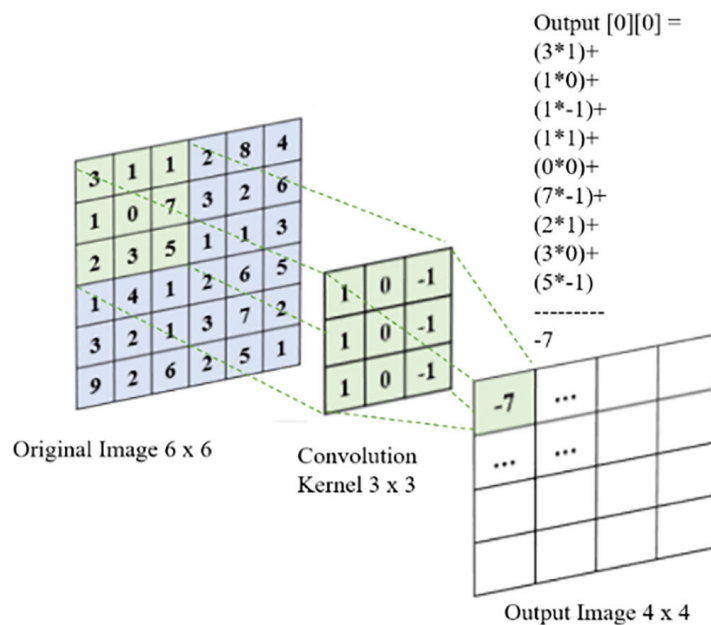 Output [0][0] =
(3*1)+
(1*0)+
(1*-1)+
(1*1)+
(0*0)+
(7*-1)+
(2*1)+
(3*0)+
(5*-1)
---------
-7
3 1 1 2 8 4
1 0 7 3 2 6
2 3 5 1 1 3
1 4 1 2 6 5
3 2 1 3 7 2
9 2 6 2 5 1
Original Image 6 x 6
1 0 -1
1 0 -1
1 0 -1
Convolution
Kernel 3 x 3
-7 ...
... ...
Output Image 4 x 4